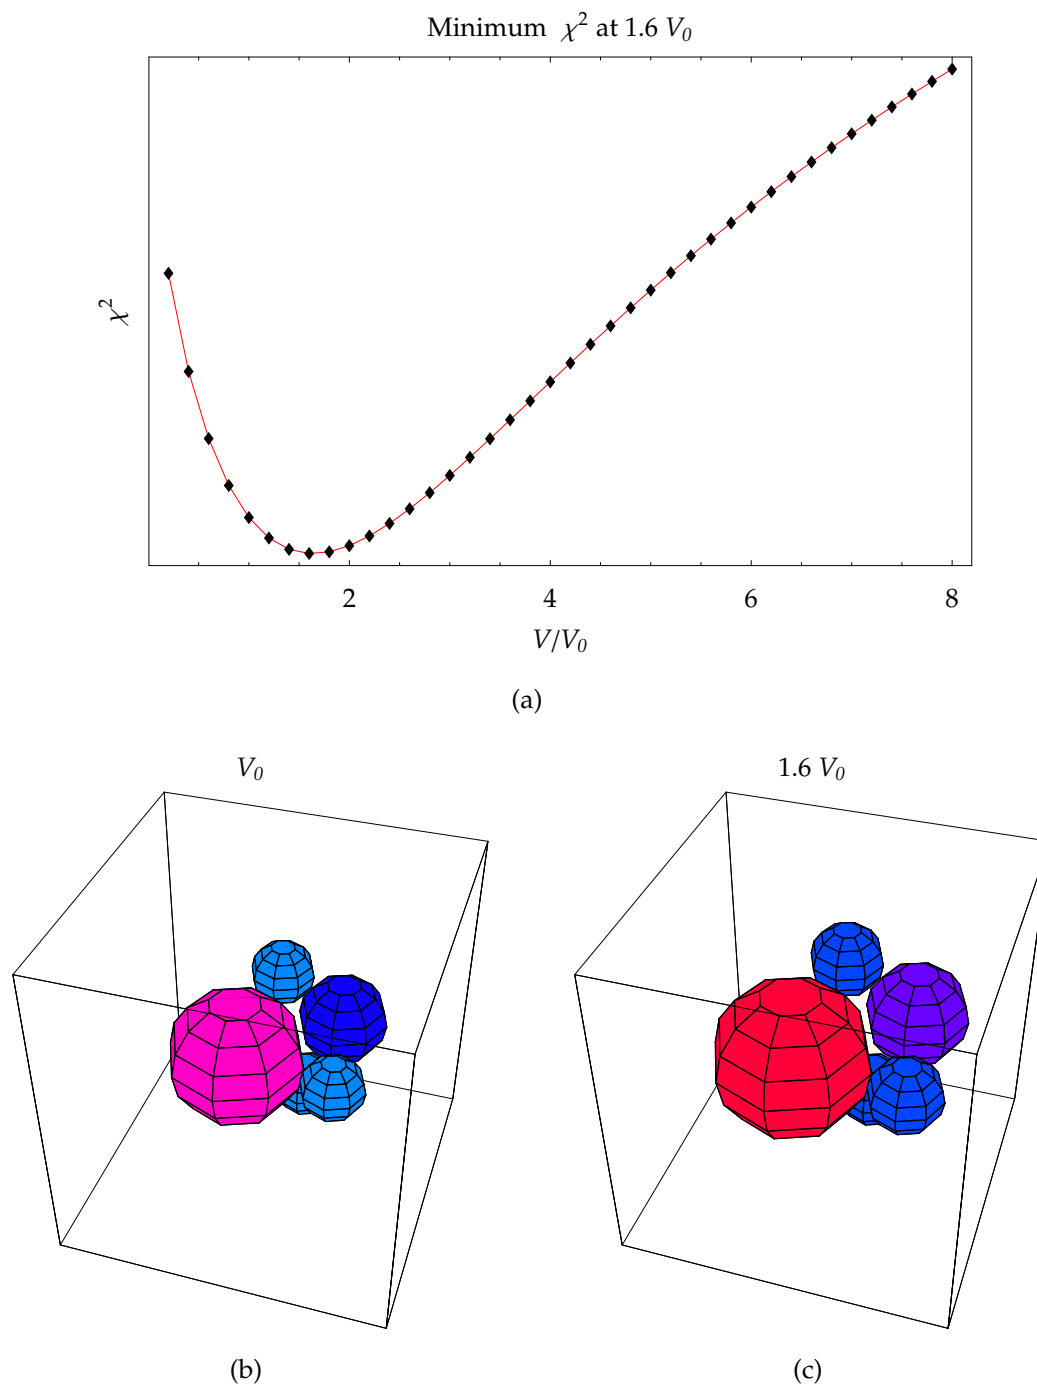 Minimum χ² at 1.6 V₀
χ²
2 4 6 8
V/V₀
(a)
V₀ 1.6 V₀
(b) (c)